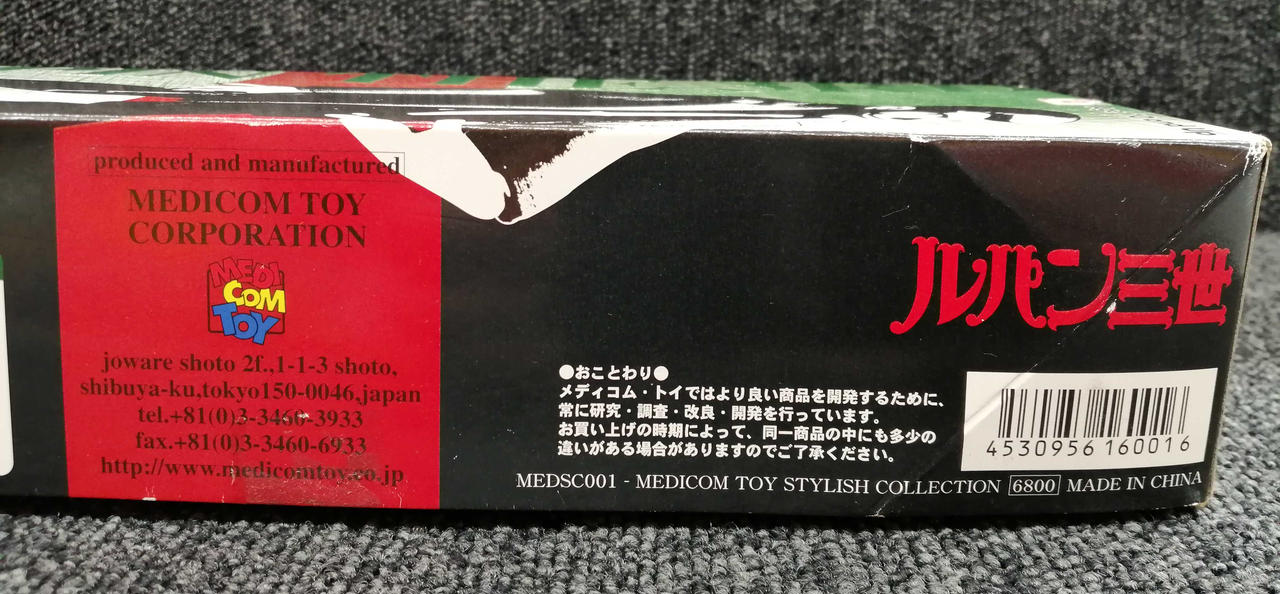 produced and manufactured
MEDICOM TOY
CORPORATION
MEDI
COM
TOY
joware shoto 2f.,1-1-3 shoto,
shibuya-ku,tokyo150-0046,japan
tel.+81(0)3-3460-3933
fax.+81(0)3-3460-6933
http://www.medicomtoy.co.jp
ルパン三世
●おことわり●
メディコム・トイではより良い商品を開発するために、
常に研究・調査・改良・開発を行っています。
お買い上げの時期によって、同一商品の中にも多少の
違いがある場合がありますのでご了承ください。
4530956160016
MEDSC001 - MEDICOM TOY STYLISH COLLECTION 6800 MADE IN CHINA